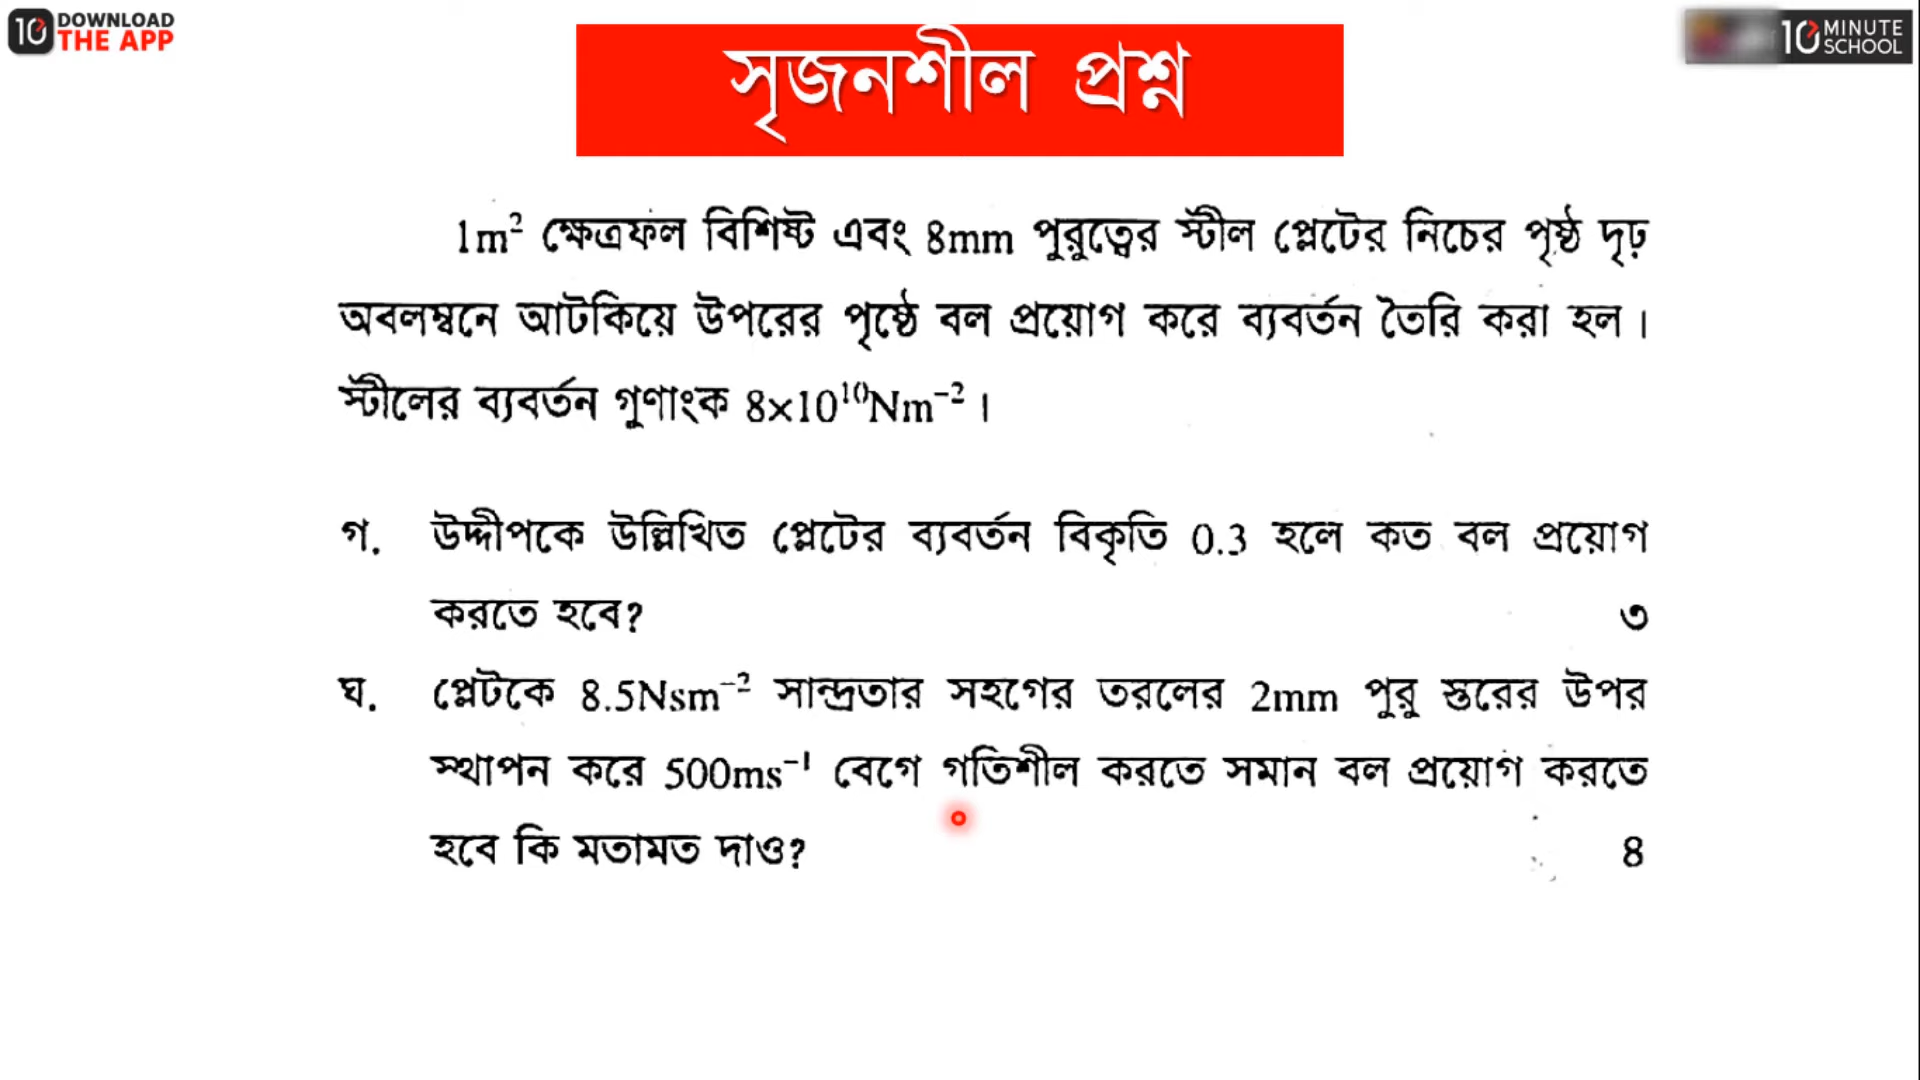 DOWNLOAD
THE APP
10 MINUTE
SCHOOL
সৃজনশীল প্রশ্ন
1m² ক্ষেত্রফল বিশিষ্ট এবং 8mm পুরুত্বের স্টীল প্লেটের নিচের পৃষ্ঠ দৃঢ়
অবলম্বনে আটকিয়ে উপরের পৃষ্ঠে বল প্রয়োগ করে ব্যবর্তন তৈরি করা হল।
স্টীলের ব্যবর্তন গুণাংক 8×10¹⁰Nm⁻²।
গ. উদ্দীপকে উল্লিখিত প্লেটের ব্যবর্তন বিকৃতি 0.3 হলে কত বল প্রয়োগ
করতে হবে? ৩
ঘ. প্লেটকে 8.5Nsm⁻² সান্দ্রতার সহগের তরলের 2mm পুরু স্তরের উপর
স্থাপন করে 500ms⁻¹ বেগে গতিশীল করতে সমান বল প্রয়োগ করতে
হবে কি মতামত দাও? ৪